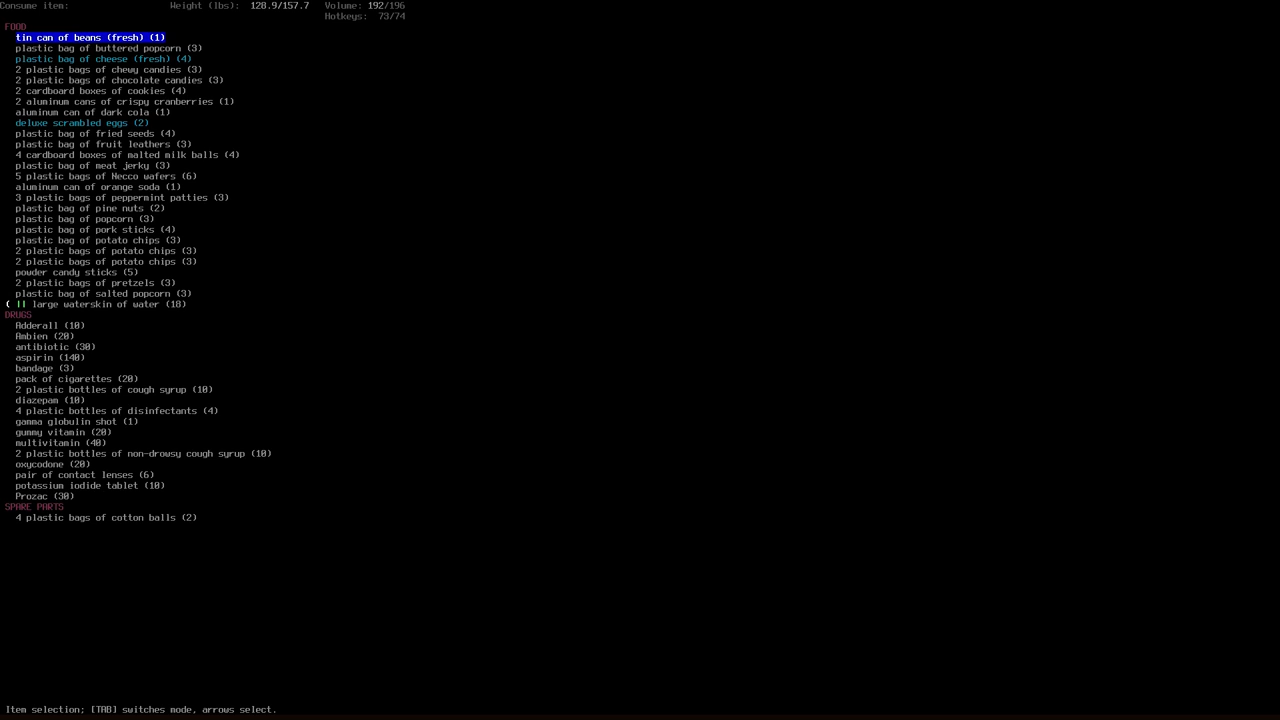 Consume item: Weight (lbs): 128.9/157.7 Volume: 192/196
Hotkeys: 73/74
FOOD
tin can of beans (fresh) (1)
plastic bag of buttered popcorn (3)
plastic bag of cheese (fresh) (4)
2 plastic bags of chewy candies (3)
2 plastic bags of chocolate candies (3)
2 cardboard boxes of cookies (4)
2 aluminum cans of crispy cranberries (1)
aluminum can of dark cola (1)
deluxe scrambled eggs (2)
plastic bag of fried seeds (4)
plastic bag of fruit leathers (3)
4 cardboard boxes of malted milk balls (4)
plastic bag of meat jerky (3)
5 plastic bags of Necco wafers (6)
aluminum can of orange soda (1)
3 plastic bags of peppermint patties (3)
plastic bag of pine nuts (2)
plastic bag of popcorn (3)
plastic bag of pork sticks (4)
plastic bag of potato chips (3)
2 plastic bags of potato chips (3)
2 plastic bags of potato chips (3)
powder candy sticks (5)
2 plastic bags of pretzels (3)
plastic bag of salted popcorn (3)
( || large waterskin of water (18)
DRUGS
Adderall (10)
Ambien (20)
antibiotic (30)
aspirin (140)
bandage (3)
pack of cigarettes (20)
2 plastic bottles of cough syrup (10)
diazepam (10)
4 plastic bottles of disinfectants (4)
gamma globulin shot (1)
gummy vitamin (20)
multivitamin (40)
2 plastic bottles of non-drowsy cough syrup (10)
oxycodone (20)
pair of contact lenses (6)
potassium iodide tablet (10)
Prozac (30)
SPARE PARTS
4 plastic bags of cotton balls (2)
Item selection; [TAB] switches mode, arrows select.